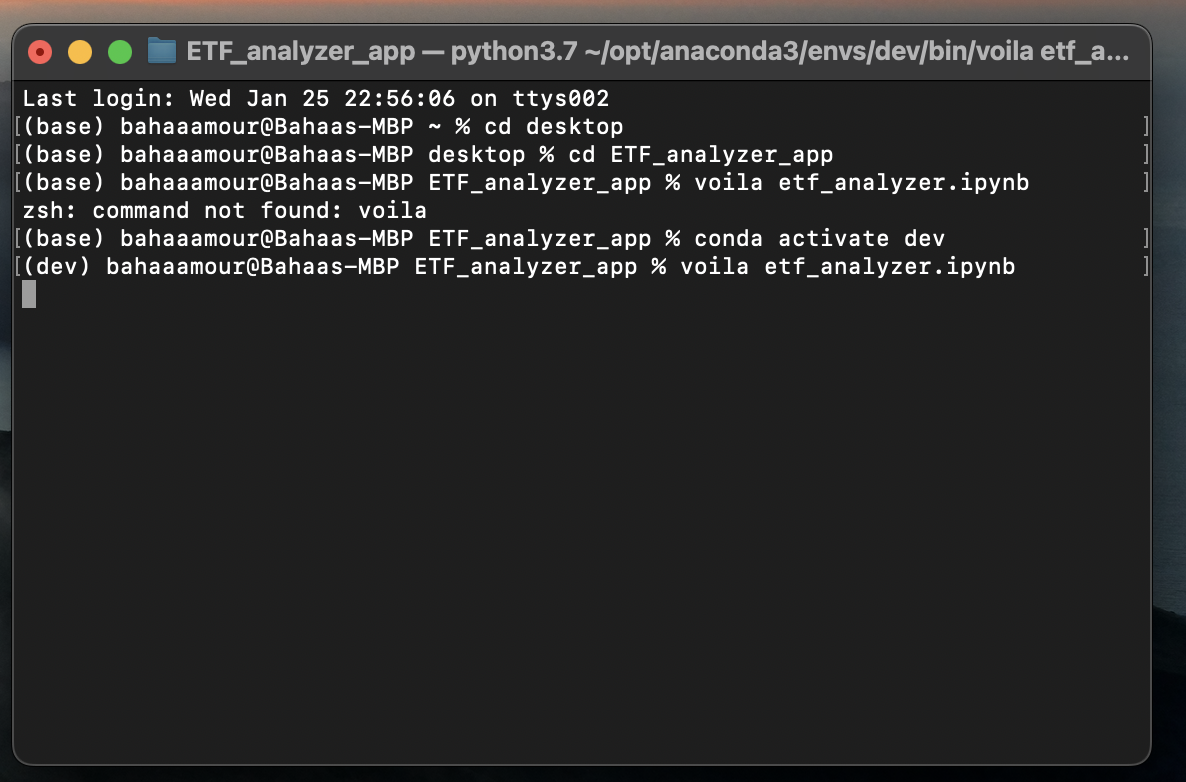 ETF_analyzer_app — python3.7 ~/opt/anaconda3/envs/dev/bin/voila etf_a...
Last login: Wed Jan 25 22:56:06 on ttys002
[(base) bahaaamour@Bahaas-MBP ~ % cd desktop ]
[(base) bahaaamour@Bahaas-MBP desktop % cd ETF_analyzer_app ]
[(base) bahaaamour@Bahaas-MBP ETF_analyzer_app % voila etf_analyzer.ipynb ]
zsh: command not found: voila
[(base) bahaaamour@Bahaas-MBP ETF_analyzer_app % conda activate dev ]
[(dev) bahaaamour@Bahaas-MBP ETF_analyzer_app % voila etf_analyzer.ipynb ]